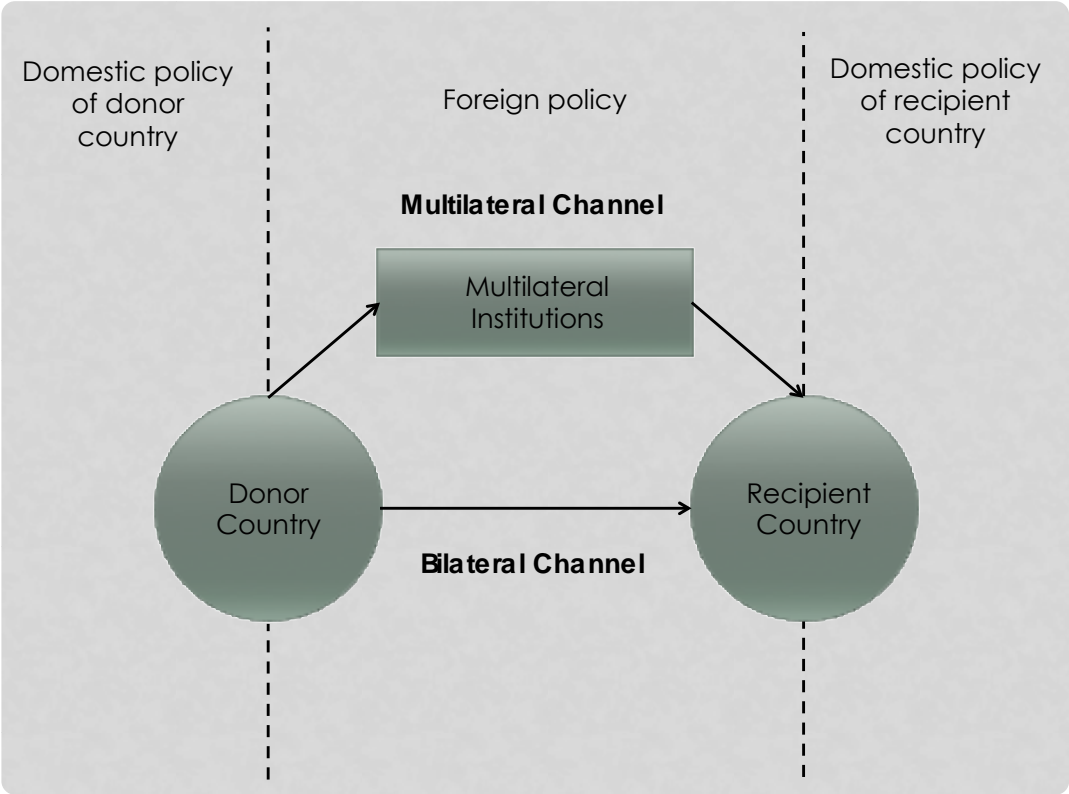 Domestic policy
of donor
country
Foreign policy
Domestic policy
of recipient
country
Multilateral Channel
Multilateral
Institutions
Donor
Country
Recipient
Country
Bilateral Channel